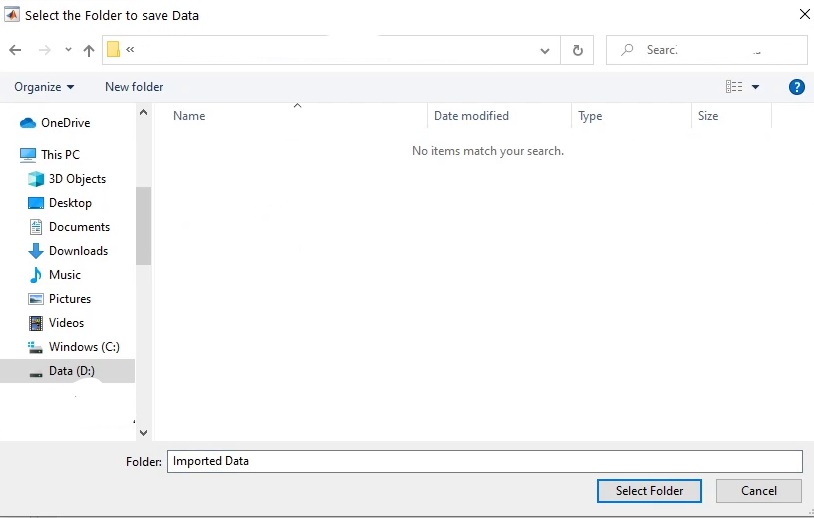 Select the Folder to save Data
«
Organize New folder
?
Name Date modified Type Size
No items match your search.
OneDrive
This PC
3D Objects
Desktop
Documents
Downloads
Music
Pictures
Videos
Windows (C:)
Data (D:)
Folder: Imported Data
Select Folder Cancel